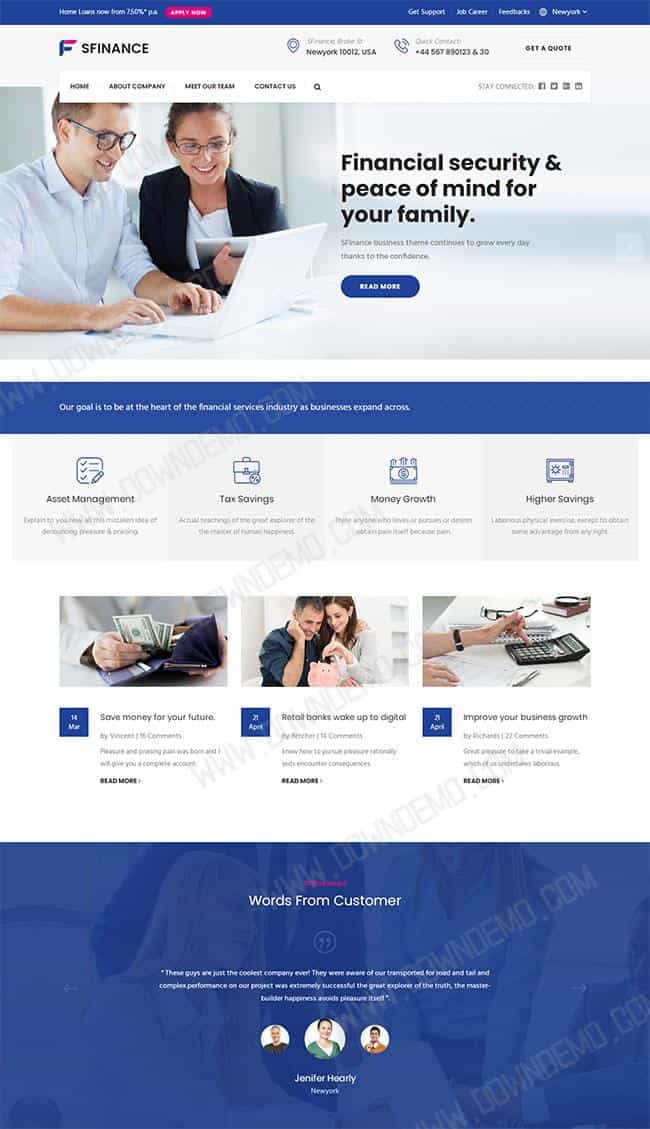 Home Loans now from 7.50%* p.a.
APPLY NOW
Get Support
Job Career
Feedbacks
Newyork
SFINANCE
SFinance, Broke St.
Newyork 10012, USA
Quick Contact:
+44 567 890123 & 30
GET A QUOTE
HOME
ABOUT COMPANY
MEET OUR TEAM
CONTACT US
STAY CONNECTED:
Financial security &
peace of mind for
your family.
SFinance business theme continues to grow every day
thanks to the confidence.
READ MORE
Our goal is to be at the heart of the financial services industry as businesses expand across.
Asset Management
Explain to you how all this mistaken idea of
denouncing pleasure & praising.
Tax Savings
Actual teachings of the great explorer of the
the master of human happiness.
Money Growth
There anyone who loves or pursues or desires
obtain pain itself because pain.
Higher Savings
Laborious physical exercise, except to obtain
some advantage from any right.
14
Mar
Save money for your future.
by Vincent | 16 Comments
Pleasure and praising pain was born and I
will give you a complete account.
READ MORE
21
April
Retail banks wake up to digital
by Fletcher | 14 Comments
know how to pursue pleasure rationally
seds encounter consequences.
READ MORE
21
April
Improve your business growth
by Richards | 22 Comments
Great pleasure to take a trivial example,
which of us undertakes laborious.
READ MORE
Words From Customer
" These guys are just the coolest company ever! They were aware of our transported for road and tail and
complex.performance on our project was extremely successful the great explorer of the truth, the master-
builder happiness avoids pleasure itself ".
Jenifer Hearly
Newyork
WWW.DOWNDEMO.COM